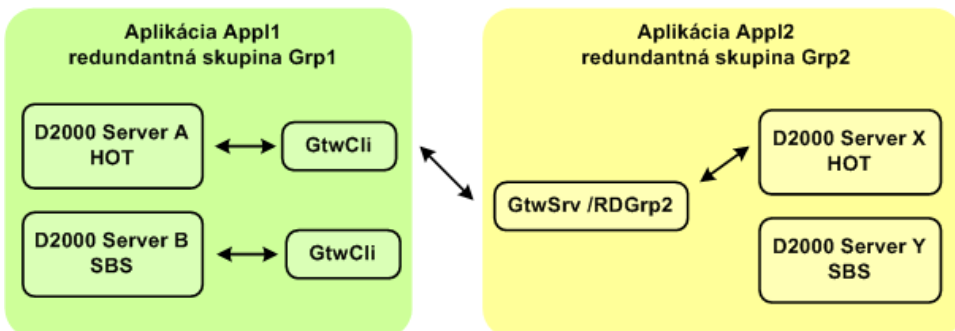 Aplikácia Appl1
redundantná skupina Grp1
D2000 Server A
HOT
GtwCli
D2000 Server B
SBS
GtwCli
Aplikácia Appl2
redundantná skupina Grp2
GtwSrv /RDGrp2
D2000 Server X
HOT
D2000 Server Y
SBS